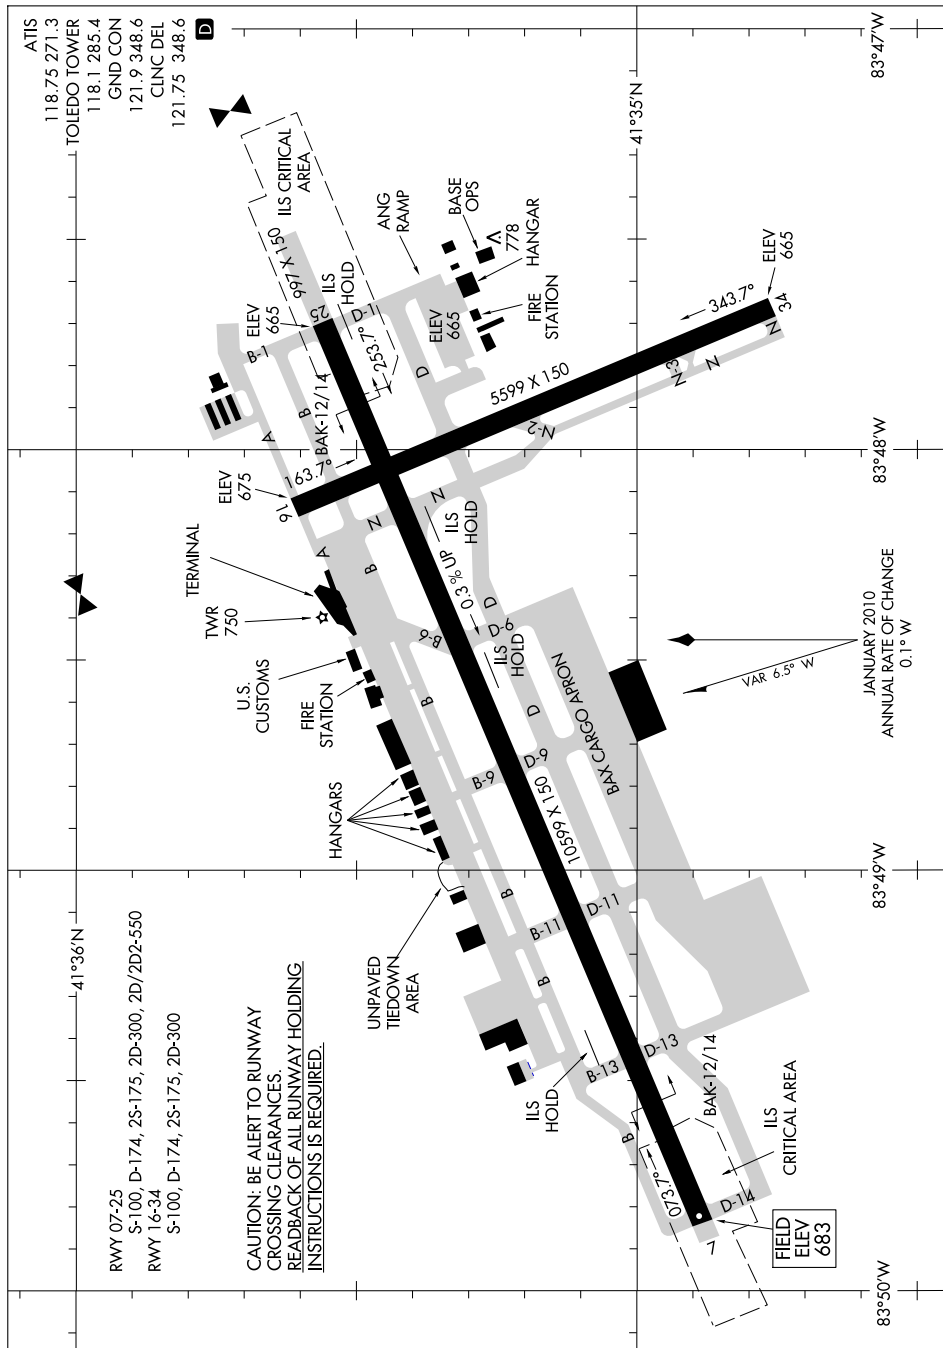 ATIS
118.75 271.3
TOLEDO TOWER
118.1 285.4
GND CON
121.9 348.6
CLNC DEL
121.75 348.6
D
RWY 07-25
S-100, D-174, 2S-175, 2D-300, 2D/2D2-550
RWY 16-34
S-100, D-174, 2S-175, 2D-300
CAUTION: BE ALERT TO RUNWAY
CROSSING CLEARANCES.
READBACK OF ALL RUNWAY HOLDING
INSTRUCTIONS IS REQUIRED.
41°36'N
41°35'N
83°47'W
83°48'W
83°49'W
83°50'W
ILS CRITICAL
AREA
997 X 150
ILS
HOLD
ELEV
665
25
B-1
D-1
253.7°
BAK-12/14
ANG
RAMP
ELEV
665
BASE
OPS
778
HANGAR
FIRE
STATION
ELEV
665
343.7°
34
N
N-3
N
5599 X 150
N-2
D
A
B
163.7°
ELEV
675
16
N
N
A
B
TERMINAL
TWR
750
U.S.
CUSTOMS
FIRE
STATION
HANGARS
UNPAVED
TIEDOWN
AREA
ILS
HOLD
0.3% UP
D
D-6
B-6
ILS
HOLD
B
D
BAX CARGO APRON
D-9
B-9
10599 X 150
B
D-11
B-11
B
D-13
B-13
ILS
HOLD
BAK-12/14
B
073.7°
ILS
CRITICAL AREA
D-14
7
FIELD
ELEV
683
VAR 6.5° W
JANUARY 2010
ANNUAL RATE OF CHANGE
0.1° W